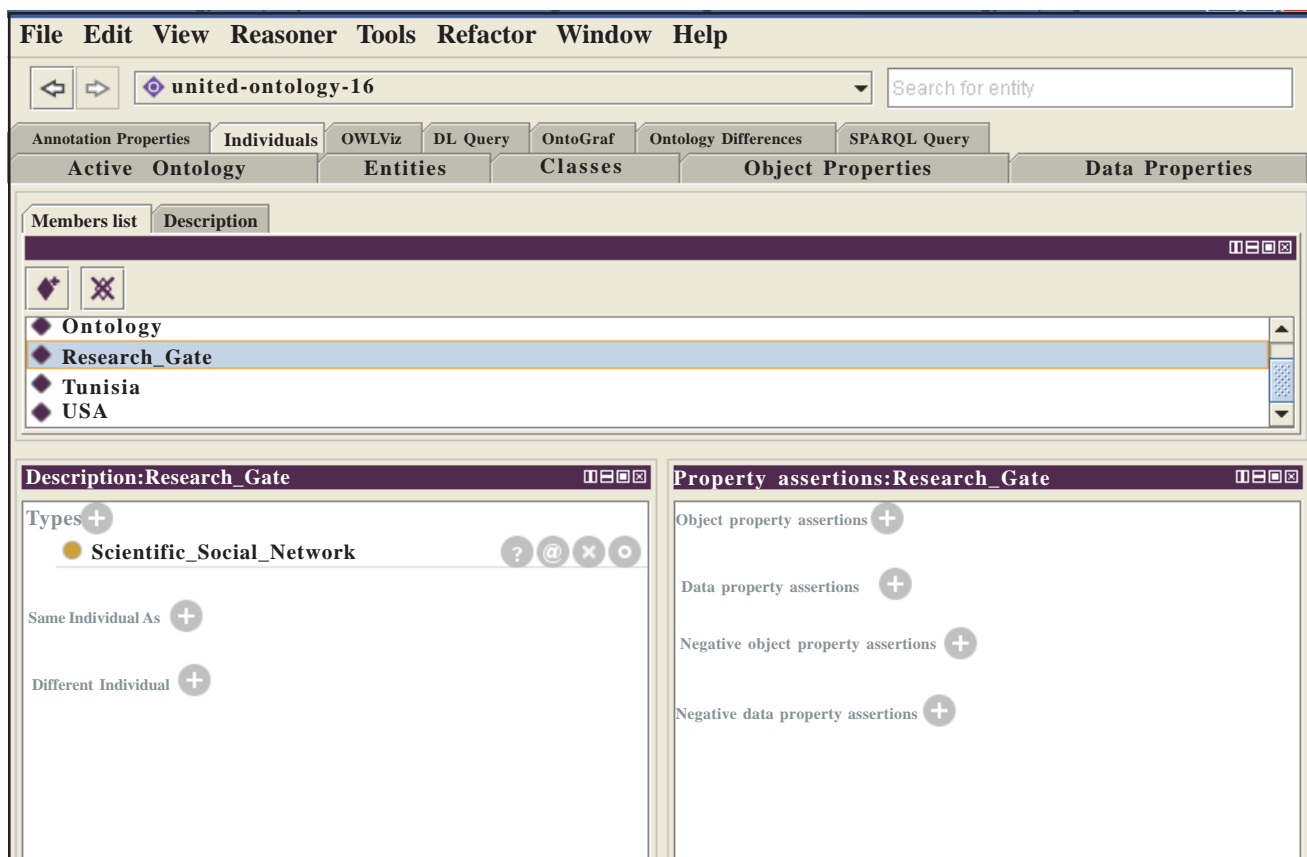 File Edit View Reasoner Tools Refactor Window Help
united-ontology-16
Search for entity
Annotation Properties Individuals OWLViz DL Query OntoGraf Ontology Differences SPARQL Query
Active Ontology Entities Classes Object Properties Data Properties
Members list Description
Ontology
Research_Gate
Tunisia
USA
Description:Research_Gate
Types
Scientific_Social_Network
Same Individual As
Different Individual
Property assertions:Research_Gate
Object property assertions
Data property assertions
Negative object property assertions
Negative data property assertions